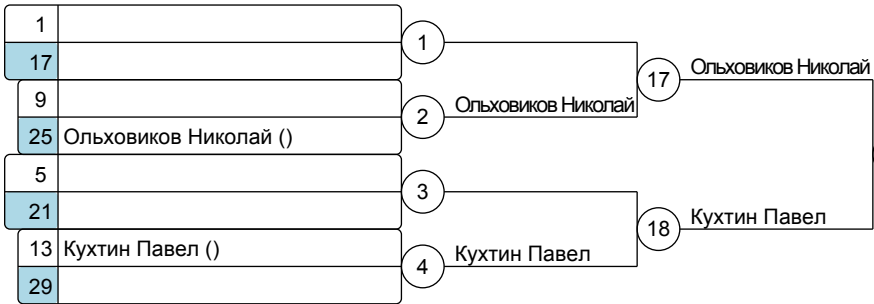 1
17
1
9
25 Ольховиков Николай ()
2
Ольховиков Николай
17
Ольховиков Николай
5
21
3
13 Кухтин Павел ()
29
4
Кухтин Павел
18
Кухтин Павел